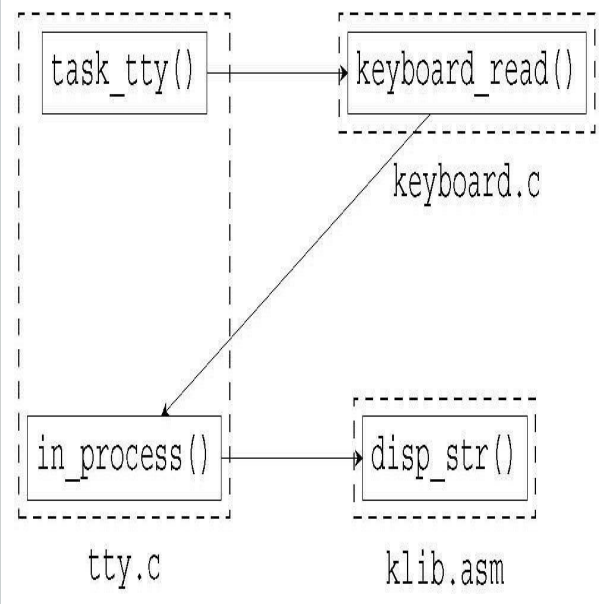 task_tty()
keyboard_read()
keyboard.c
in_process()
disp_str()
tty.c
klib.asm